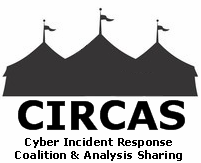 CIRCAS
Cyber Incident Response
Coalition & Analysis Sharing